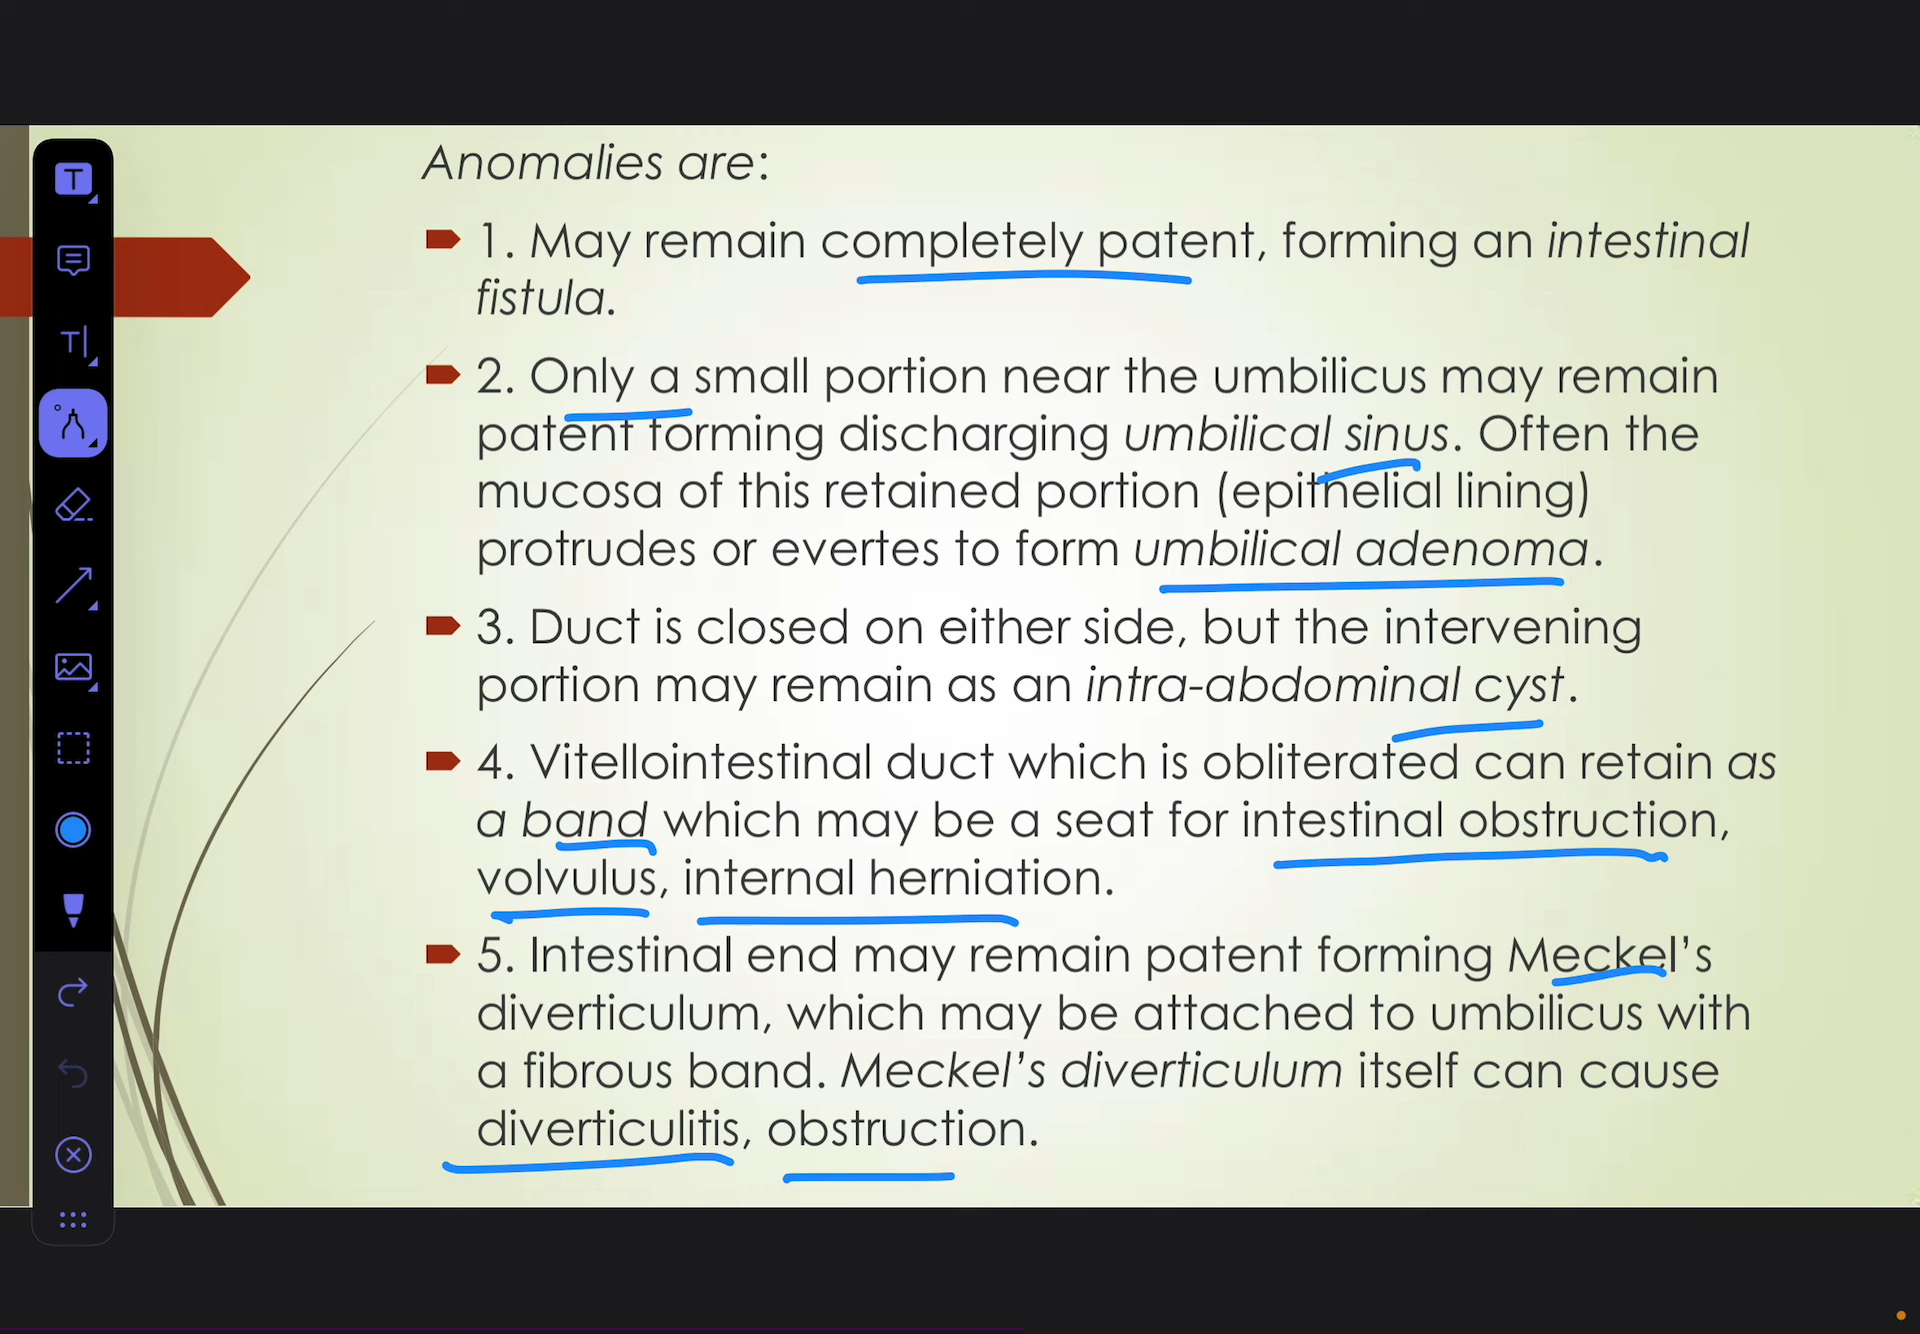 Anomalies are:
1. May remain completely patent, forming an intestinal
fistula.
2. Only a small portion near the umbilicus may remain
patent forming discharging umbilical sinus. Often the
mucosa of this retained portion (epithelial lining)
protrudes or evertes to form umbilical adenoma.
3. Duct is closed on either side, but the intervening
portion may remain as an intra-abdominal cyst.
4. Vitellointestinal duct which is obliterated can retain as
a band which may be a seat for intestinal obstruction,
volvulus, internal herniation.
5. Intestinal end may remain patent forming Meckel’s
diverticulum, which may be attached to umbilicus with
a fibrous band. Meckel’s diverticulum itself can cause
diverticulitis, obstruction.